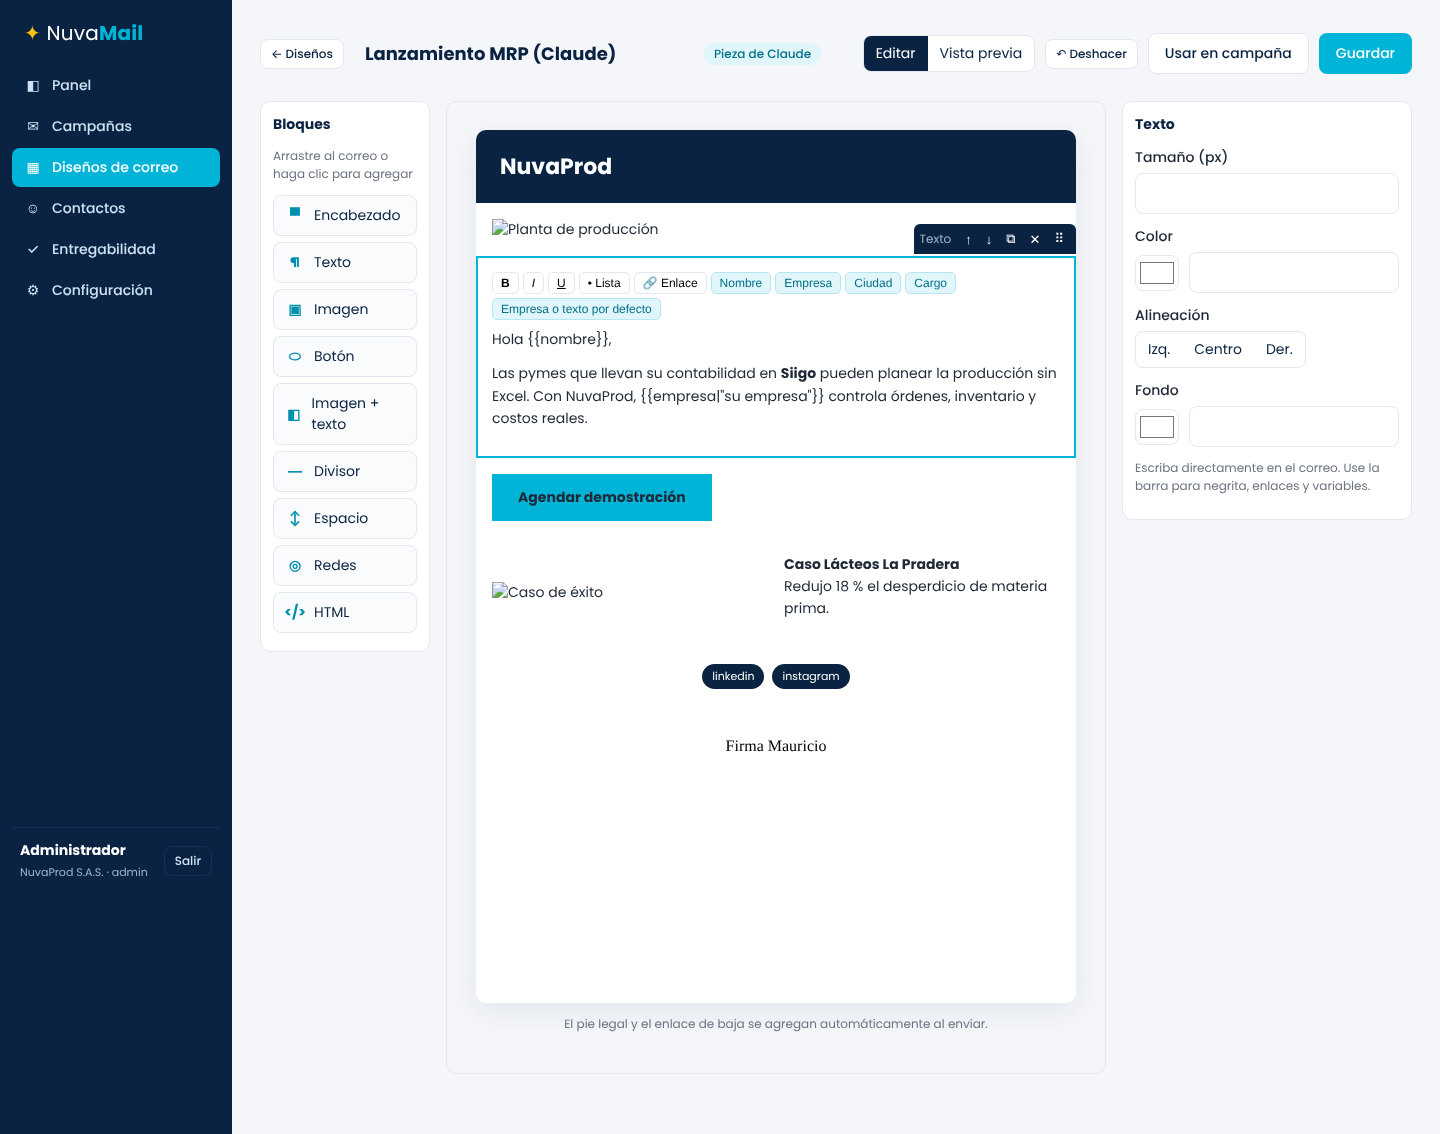 NuvaMail
Panel
Campañas
Diseños de correo
Contactos
Entregabilidad
Configuración
Administrador
NuvaProd S.A.S. · admin
Salir
← Diseños
Lanzamiento MRP (Claude)
Pieza de Claude
Editar
Vista previa
↶ Deshacer
Usar en campaña
Guardar
Bloques
Arrastre al correo o
haga clic para agregar
Encabezado
Texto
Imagen
Botón
Imagen +
texto
Divisor
Espacio
Redes
</> HTML
NuvaProd
Planta de producción
Texto
B
I
U
• Lista
Enlace
Nombre
Empresa
Ciudad
Cargo
Empresa o texto por defecto
Hola {{nombre}},
Las pymes que llevan su contabilidad en Siigo pueden planear la producción sin
Excel. Con NuvaProd, {{empresa|"su empresa"}} controla órdenes, inventario y
costos reales.
Agendar demostración
Caso de éxito
Caso Lácteos La Pradera
Redujo 18 % el desperdicio de materia
prima.
linkedin
instagram
Firma Mauricio
El pie legal y el enlace de baja se agregan automáticamente al enviar.
Texto
Tamaño (px)
Color
Alineación
Izq.
Centro
Der.
Fondo
Escriba directamente en el correo. Use la
barra para negrita, enlaces y variables.